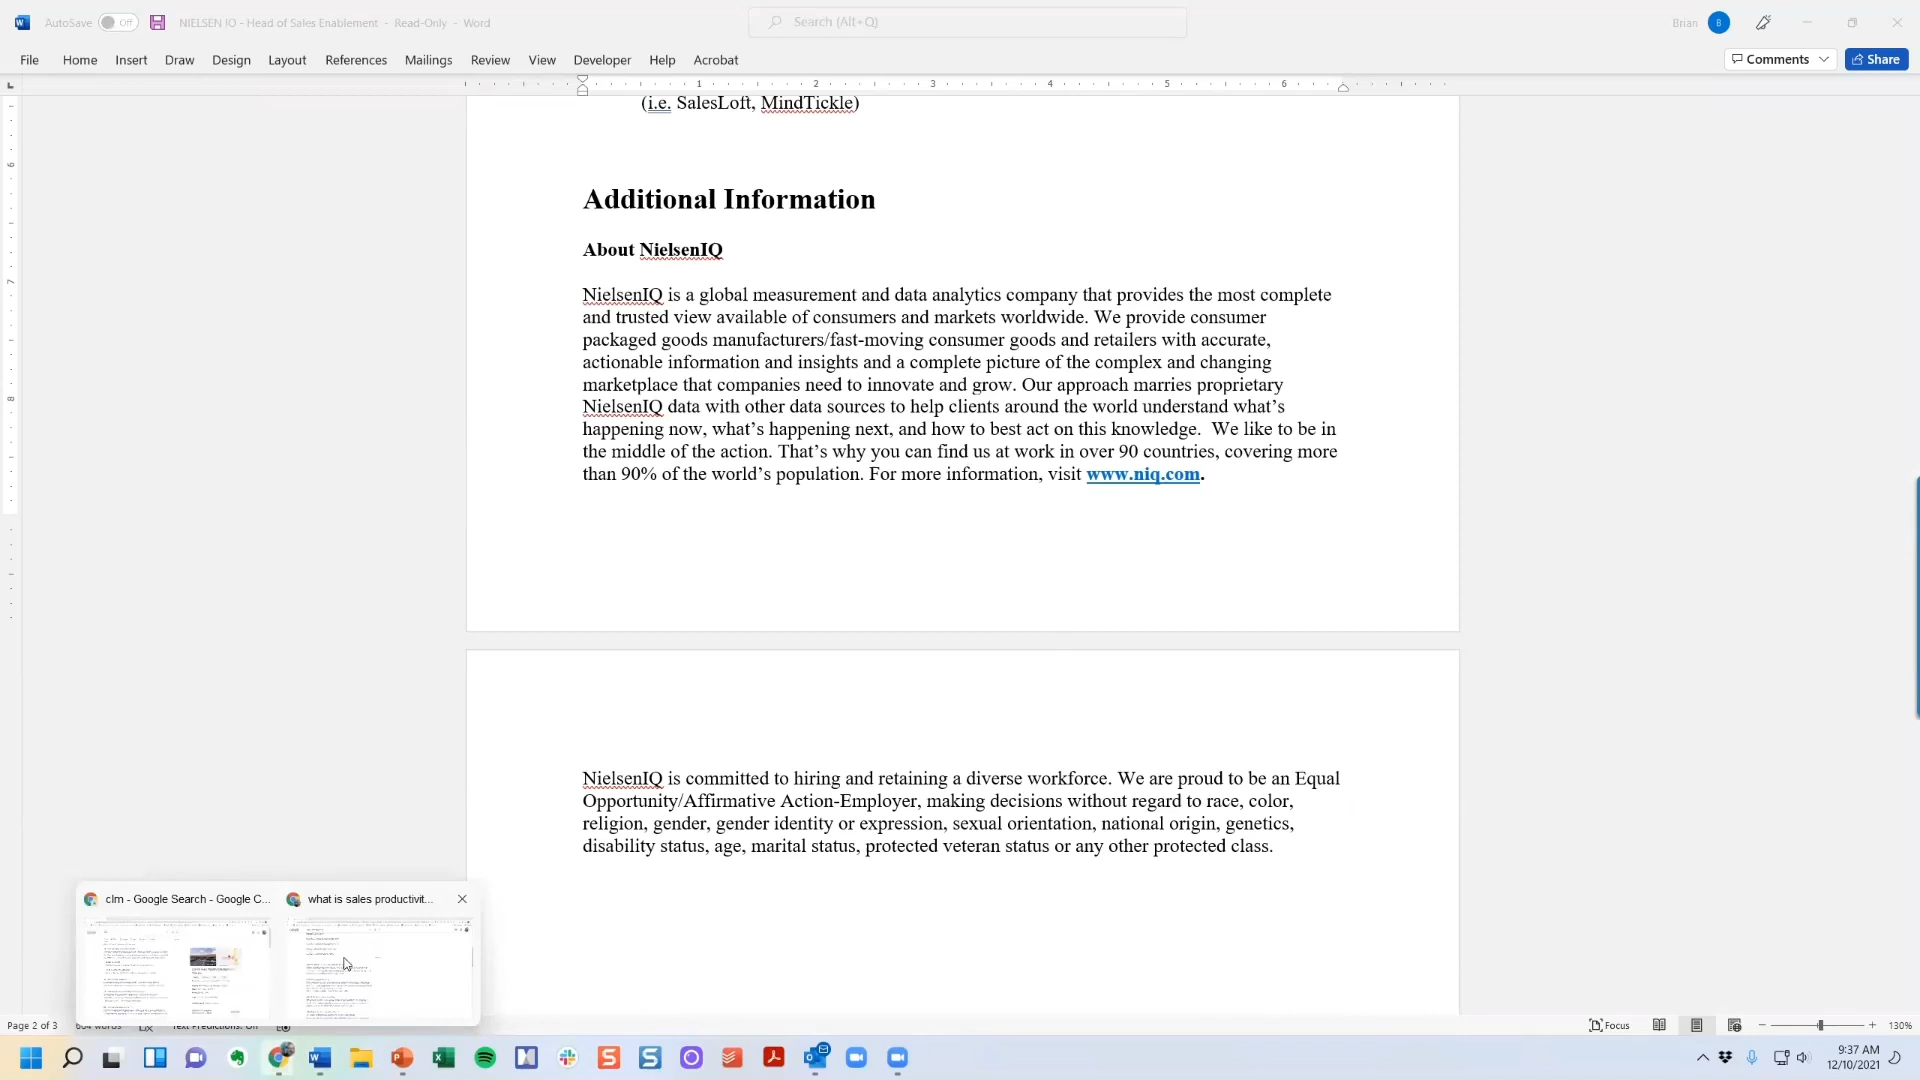 AutoSave Off NIELSEN IO - Head of Sales Enablement - Read-Only - Word Search (Alt+Q) Brian B
File Home Insert Draw Design Layout References Mailings Review View Developer Help Acrobat Comments Share
1 2 3 4 5 6
(i.e. SalesLoft, MindTickle)
Additional Information
About NielsenIQ
NielsenIQ is a global measurement and data analytics company that provides the most complete
and trusted view available of consumers and markets worldwide. We provide consumer
packaged goods manufacturers/fast-moving consumer goods and retailers with accurate,
actionable information and insights and a complete picture of the complex and changing
marketplace that companies need to innovate and grow. Our approach marries proprietary
NielsenIQ data with other data sources to help clients around the world understand what’s
happening now, what’s happening next, and how to best act on this knowledge.  We like to be in
the middle of the action. That’s why you can find us at work in over 90 countries, covering more
than 90% of the world’s population. For more information, visit www.niq.com.
NielsenIQ is committed to hiring and retaining a diverse workforce. We are proud to be an Equal
Opportunity/Affirmative Action-Employer, making decisions without regard to race, color,
religion, gender, gender identity or expression, sexual orientation, national origin, genetics,
disability status, age, marital status, protected veteran status or any other protected class.
clm - Google Search - Google C... what is sales productivit...
Page 2 of 3 604 words Text Predictions: On Focus 130%
9:37 AM
12/10/2021